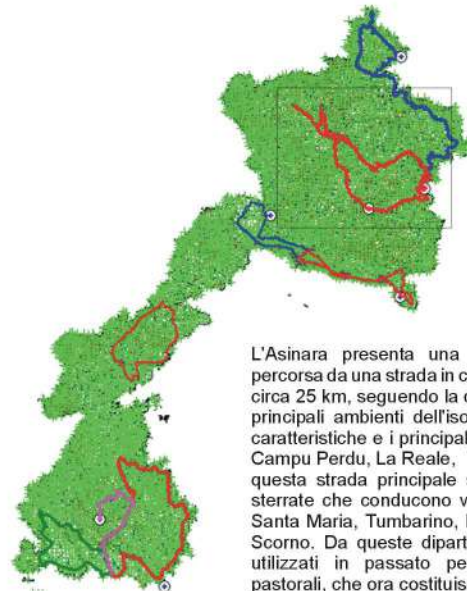 L'Asinara presenta una
percorsa da una strada in c
circa 25 km, seguendo la
principali ambienti dell'iso
caratteristiche e i principal
Campu Perdu, La Reale,
questa strada principale
sterrate che conducono v
Santa Maria, Tumbarino,
Scorno. Da queste dipart
utilizzati in passato pe
pastorali, che ora costituis